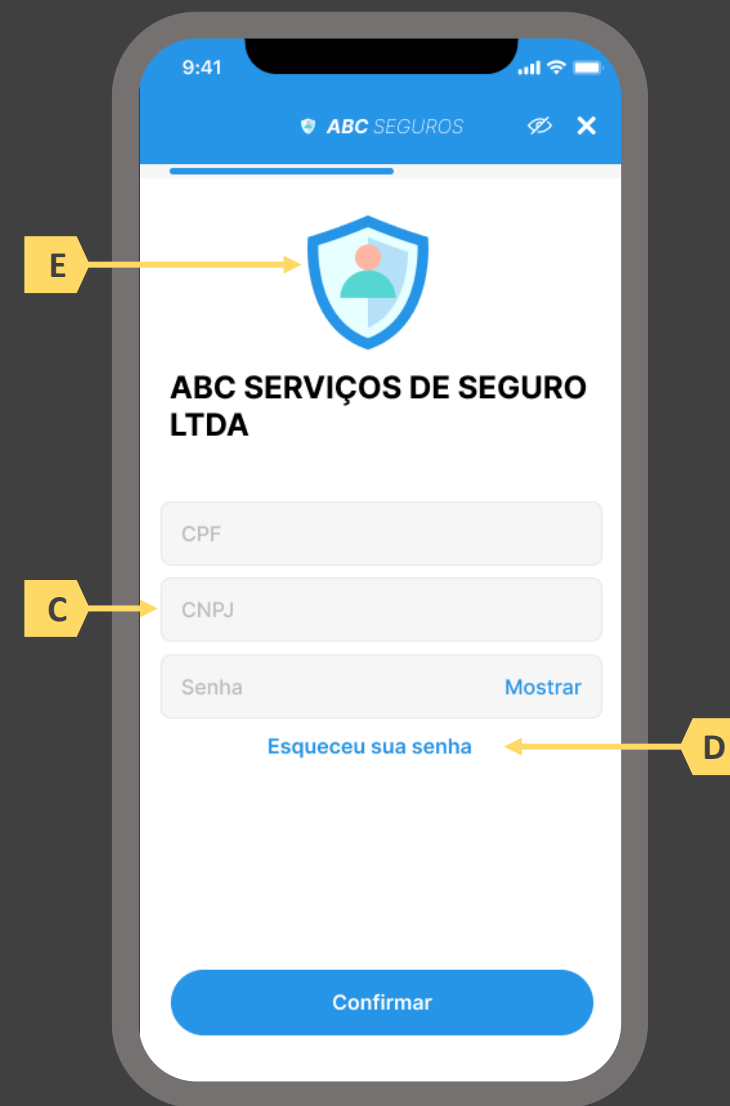 9:41
ABC SEGUROS
E
ABC SERVIÇOS DE SEGURO
LTDA
CPF
C
CNPJ
Senha Mostrar
Esqueceu sua senha
D
Confirmar